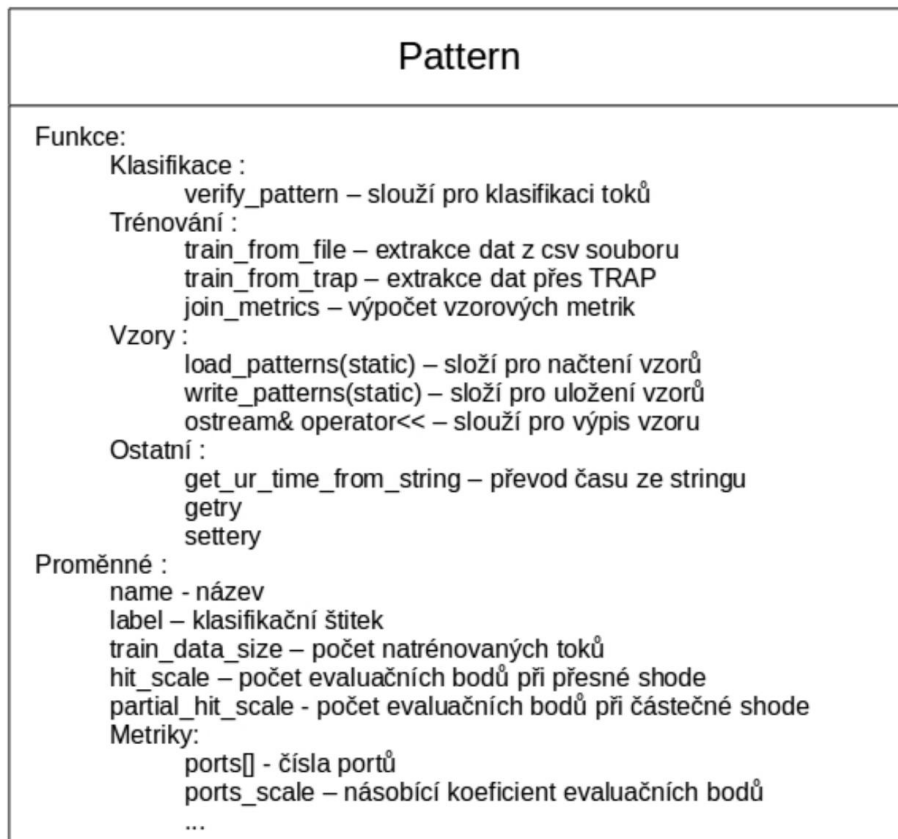 Pattern
Funkce:
Klasifikace :
verify_pattern – slouží pro klasifikaci toků
Trénování :
train_from_file – extrakce dat z csv souboru
train_from_trap – extrakce dat přes TRAP
join_metrics – výpočet vzorových metrik
Vzory :
load_patterns(static) – složí pro načtení vzorů
write_patterns(static) – složí pro uložení vzorů
ostream& operator<< – slouží pro výpis vzoru
Ostatní :
get_ur_time_from_string – převod času ze stringu
getry
settery
Proměnné :
name - název
label – klasifikační štitek
train_data_size – počet natrénovaných toků
hit_scale – počet evaluačních bodů při přesné shode
partial_hit_scale - počet evaluačních bodů při částečné shode
Metriky:
ports[] - čísla portů
ports_scale – násobící koeficient evaluačních bodů
...